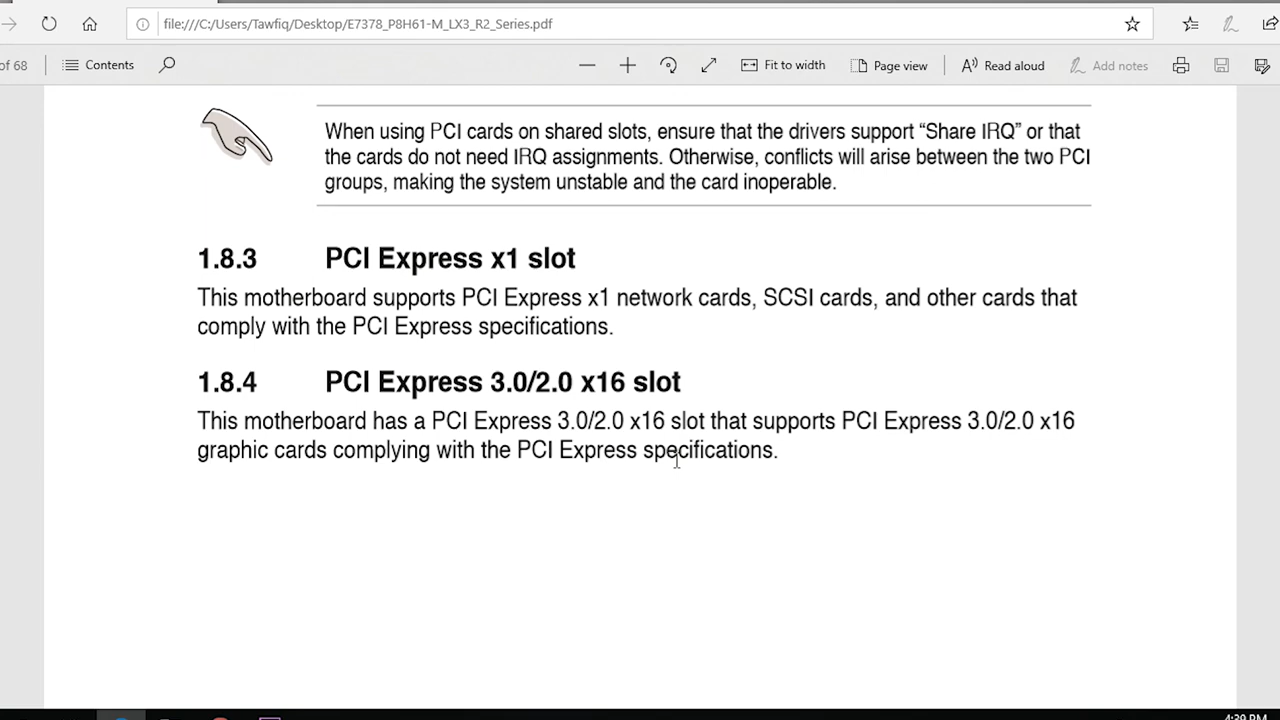 file:///C:/Users/Tawfiq/Desktop/E7378_P8H61-M_LX3_R2_Series.pdf
of 68
Contents
Fit to width
Page view
Read aloud
Add notes
When using PCI cards on shared slots, ensure that the drivers support “Share IRQ” or that
the cards do not need IRQ assignments. Otherwise, conflicts will arise between the two PCI
groups, making the system unstable and the card inoperable.
1.8.3 PCI Express x1 slot
This motherboard supports PCI Express x1 network cards, SCSI cards, and other cards that
comply with the PCI Express specifications.
1.8.4 PCI Express 3.0/2.0 x16 slot
This motherboard has a PCI Express 3.0/2.0 x16 slot that supports PCI Express 3.0/2.0 x16
graphic cards complying with the PCI Express specifications.
4:39 PM